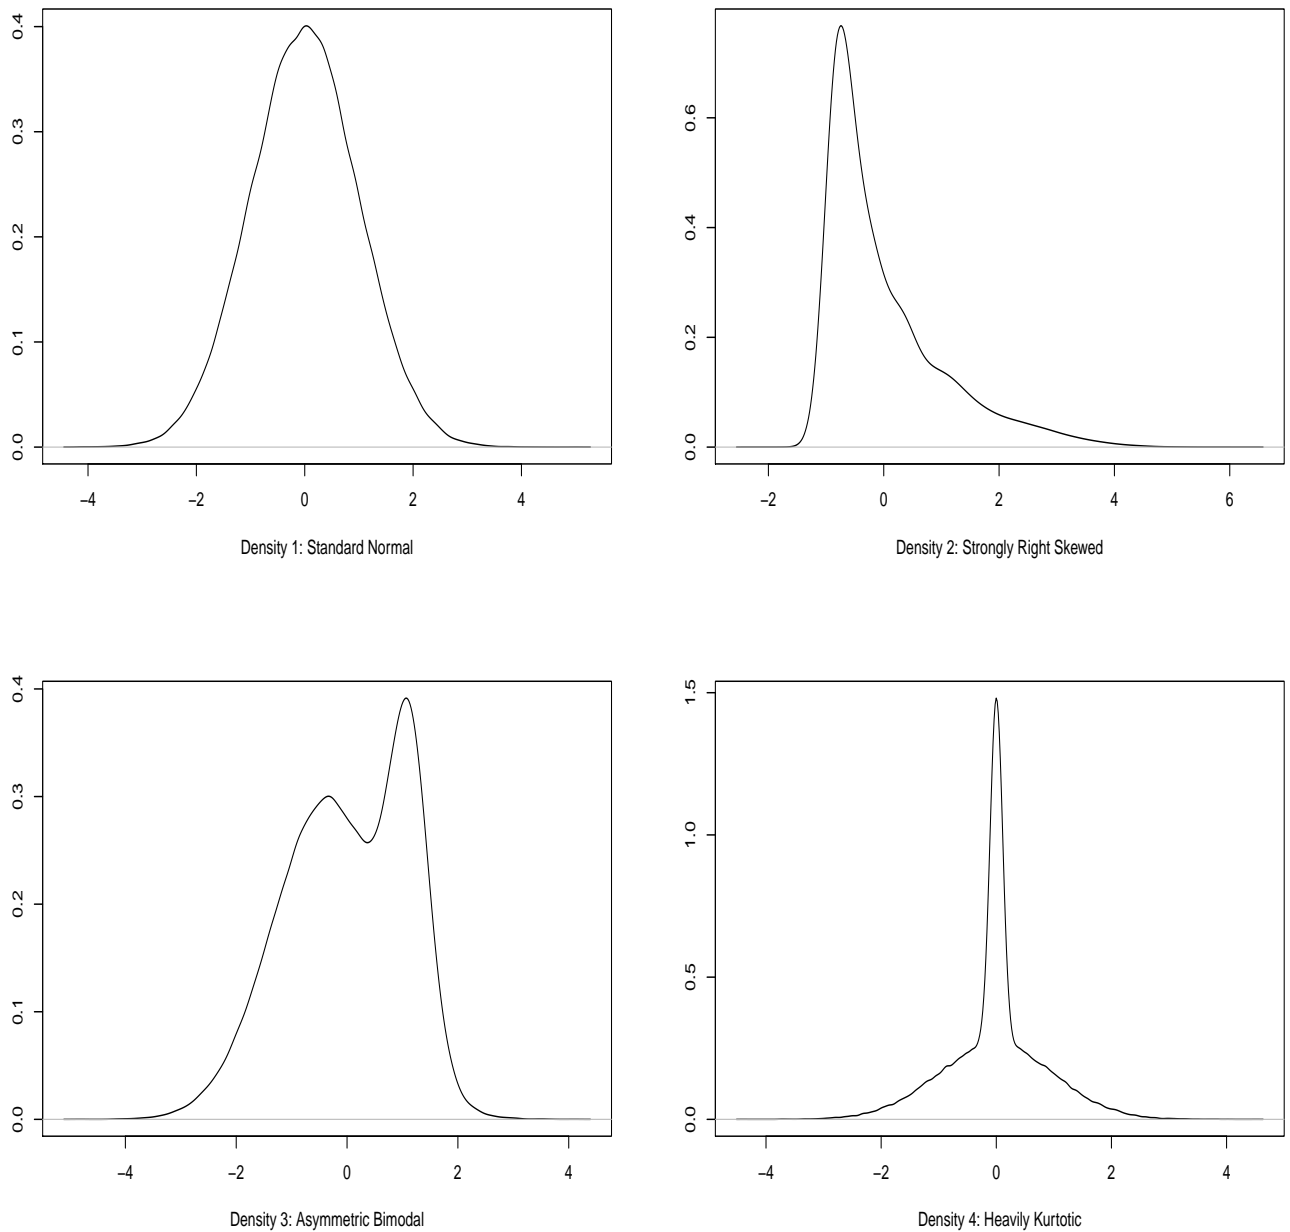 0.0 0.1 0.2 0.3 0.4
−4 −2 0 2 4
Density 1: Standard Normal
0.0 0.2 0.4 0.6
−2 0 2 4 6
Density 2: Strongly Right Skewed
0.0 0.1 0.2 0.3 0.4
−4 −2 0 2 4
Density 3: Asymmetric Bimodal
0.0 0.5 1.0 1.5
−4 −2 0 2 4
Density 4: Heavily Kurtotic